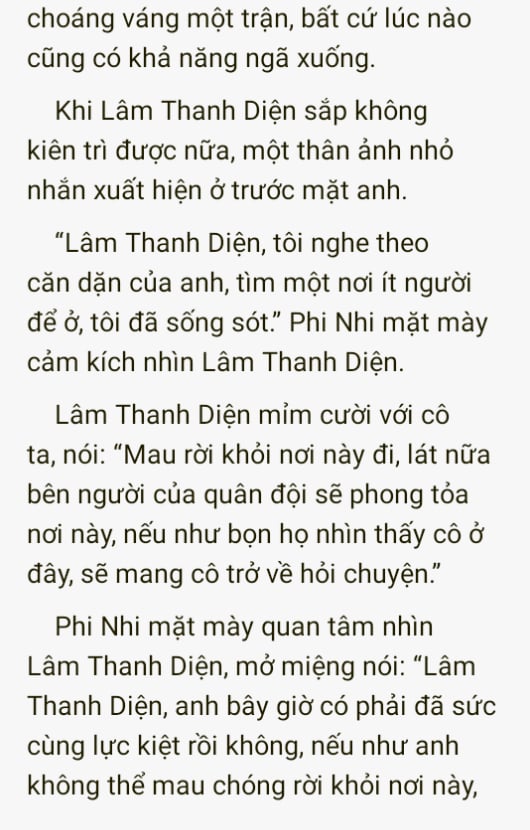 choáng váng một trận, bất cứ lúc nào
cũng có khả năng ngã xuống.
Khi Lâm Thanh Diện sắp không
kiên trì được nữa, một thân ảnh nhỏ
nhắn xuất hiện ở trước mặt anh.
“Lâm Thanh Diện, tôi nghe theo
căn dặn của anh, tìm một nơi ít người
để ở, tôi đã sống sót.” Phi Nhi mặt mày
cảm kích nhìn Lâm Thanh Diện.
Lâm Thanh Diện mỉm cười với cô
ta, nói: “Mau rời khỏi nơi này đi, lát nữa
bên người của quân đội sẽ phong tỏa
nơi này, nếu như bọn họ nhìn thấy cô ở
đây, sẽ mang cô trở về hỏi chuyện.”
Phi Nhi mặt mày quan tâm nhìn
Lâm Thanh Diện, mở miệng nói: “Lâm
Thanh Diện, anh bây giờ có phải đã sức
cùng lực kiệt rồi không, nếu như anh
không thể mau chóng rời khỏi nơi này,